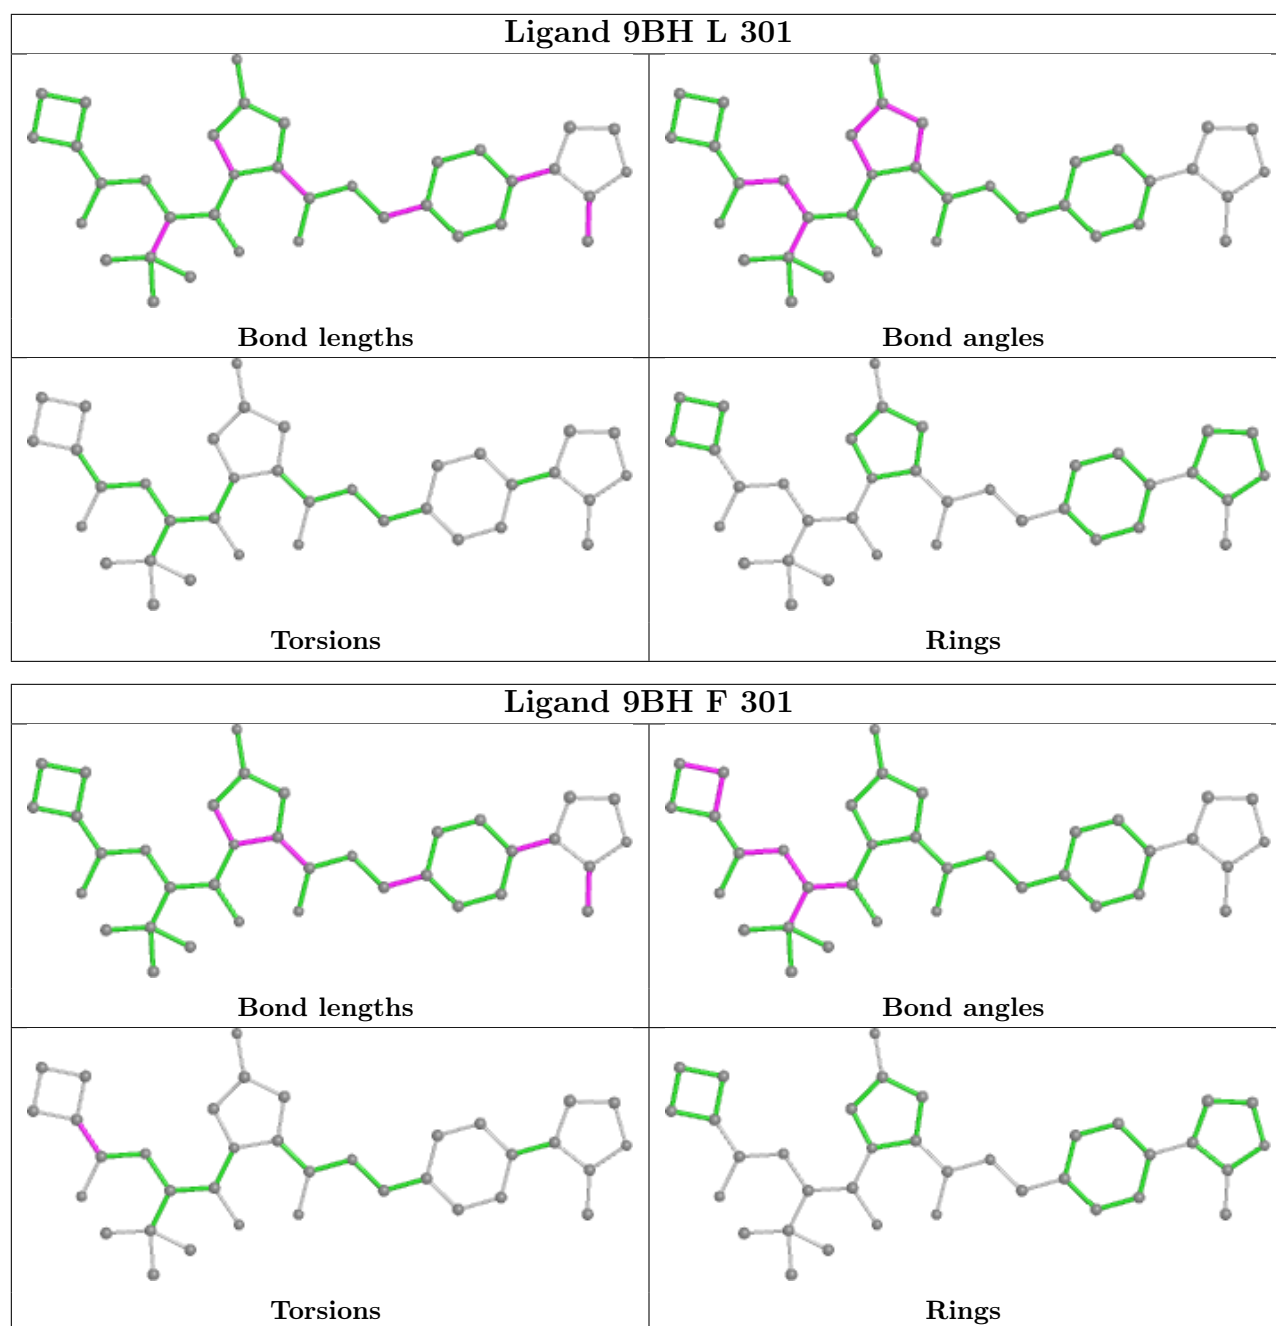 Ligand 9BH L 301
Bond lengths
Bond angles
Torsions
Rings
Ligand 9BH F 301
Bond lengths
Bond angles
Torsions
Rings